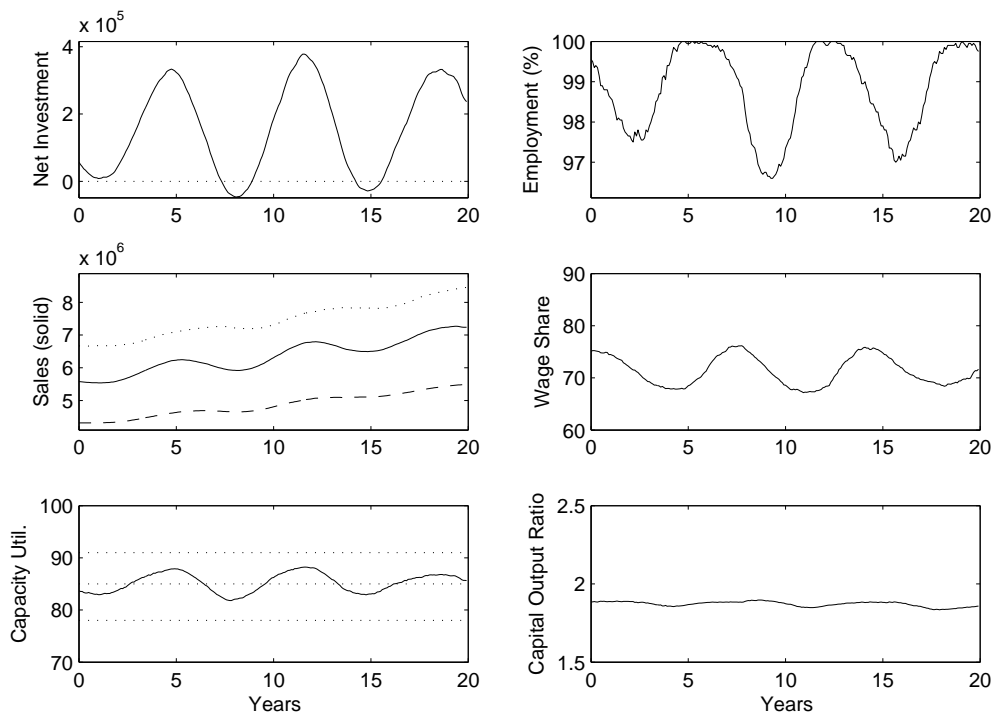 x 10^5
4
2
0
Net Investment
0 5 10 15 20
100
99
98
97
Employment (%)
0 5 10 15 20
x 10^6
8
7
6
5
Sales (solid)
0 5 10 15 20
90
80
70
60
Wage Share
0 5 10 15 20
100
90
80
70
Capacity Util.
0 5 10 15 20
Years
2.5
2
1.5
Capital Output Ratio
0 5 10 15 20
Years